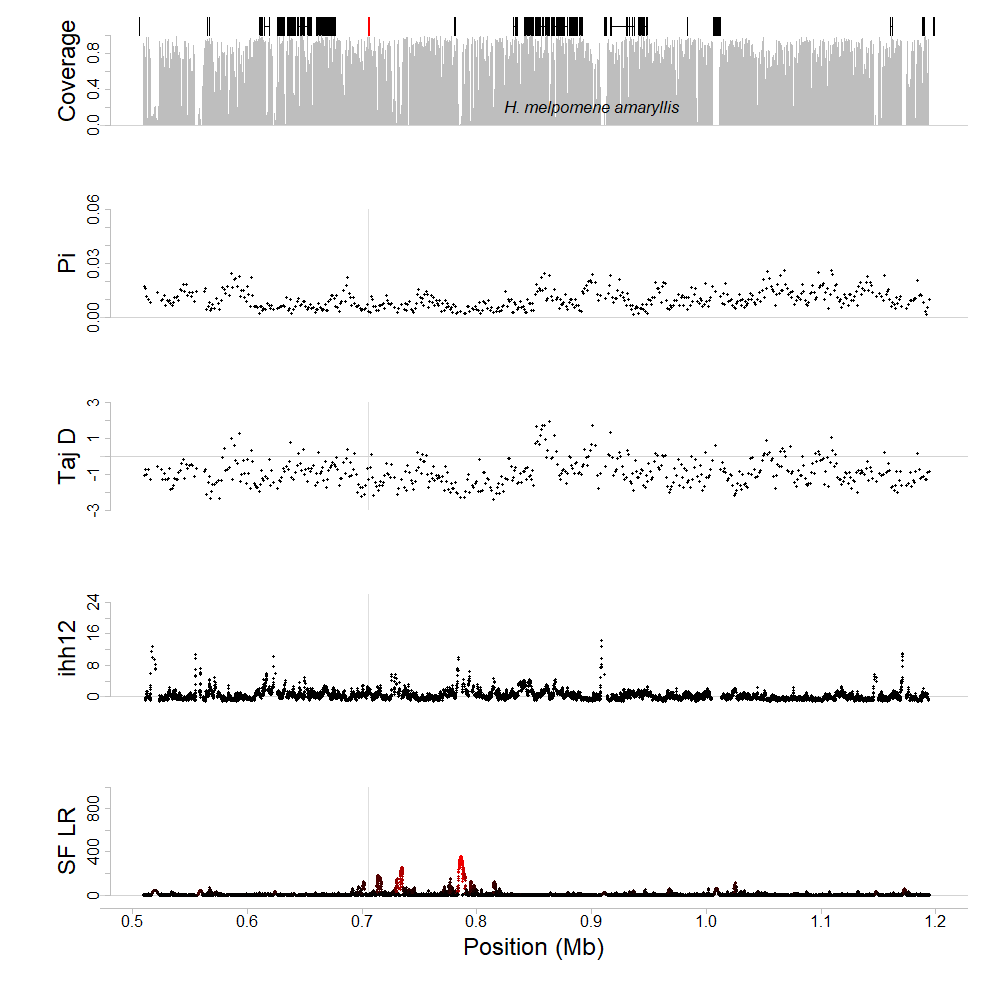 Coverage
0.0 0.4 0.8
H. melpomene amaryllis
Pi
0.00 0.03 0.06
Taj D
-3 -1 1 3
ihh12
0 8 16 24
SF LR
0 400 800
0.5 0.6 0.7 0.8 0.9 1.0 1.1 1.2
Position (Mb)